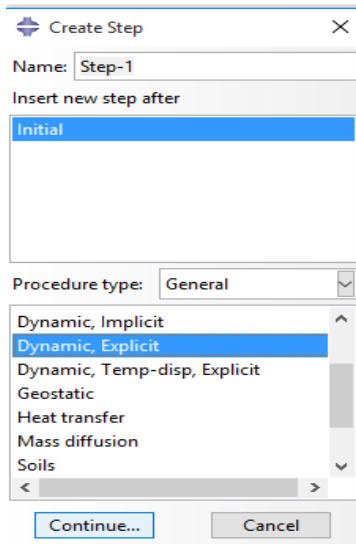 Create Step
Name: Step-1
Insert new step after
Initial
Procedure type: General
Dynamic, Implicit
Dynamic, Explicit
Dynamic, Temp-disp, Explicit
Geostatic
Heat transfer
Mass diffusion
Soils
Continue... Cancel